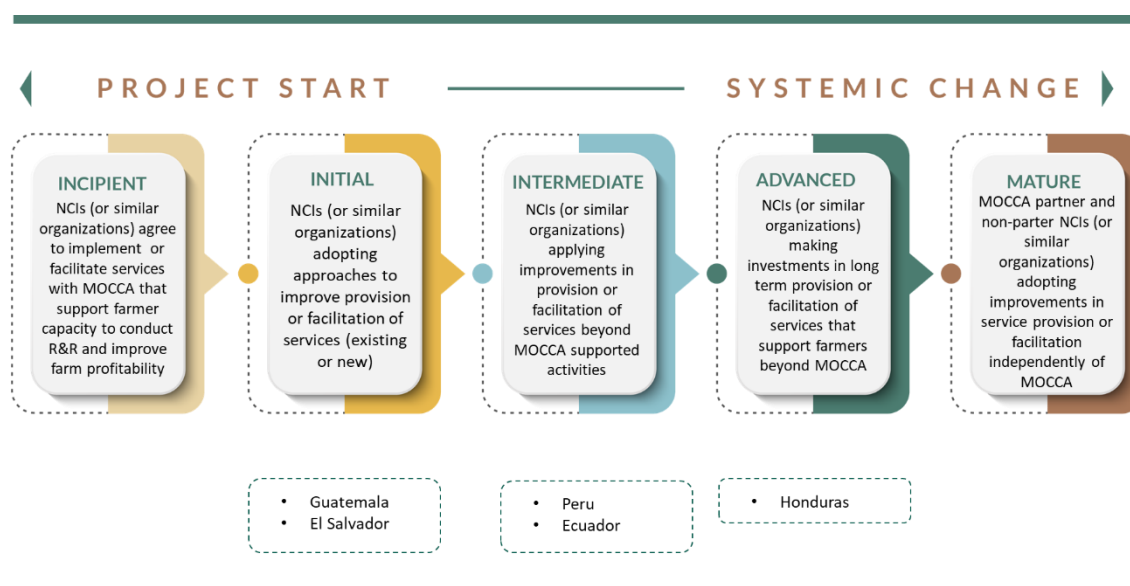 PROJECT START
SYSTEMIC CHANGE
INCIPIENT
NCIs (or similar
organizations) agree
to implement or
facilitate services
with MOCCA that
support farmer
capacity to conduct
R&R and improve
farm profitability
INITIAL
NCIs (or similar
organizations)
adopting
approaches to
improve provision
or facilitation of
services (existing
or new)
INTERMEDIATE
NCIs (or similar
organizations)
applying
improvements in
provision or
facilitation of
services beyond
MOCCA supported
activities
ADVANCED
NCIs (or similar
organizations)
making
investments in long
term provision or
facilitation of
services that
support farmers
beyond MOCCA
MATURE
MOCCA partner and
non-parter NCIs (or
similar
organizations)
adopting
improvements in
service provision or
facilitation
independently of
MOCCA
• Guatemala
• El Salvador
• Peru
• Ecuador
• Honduras